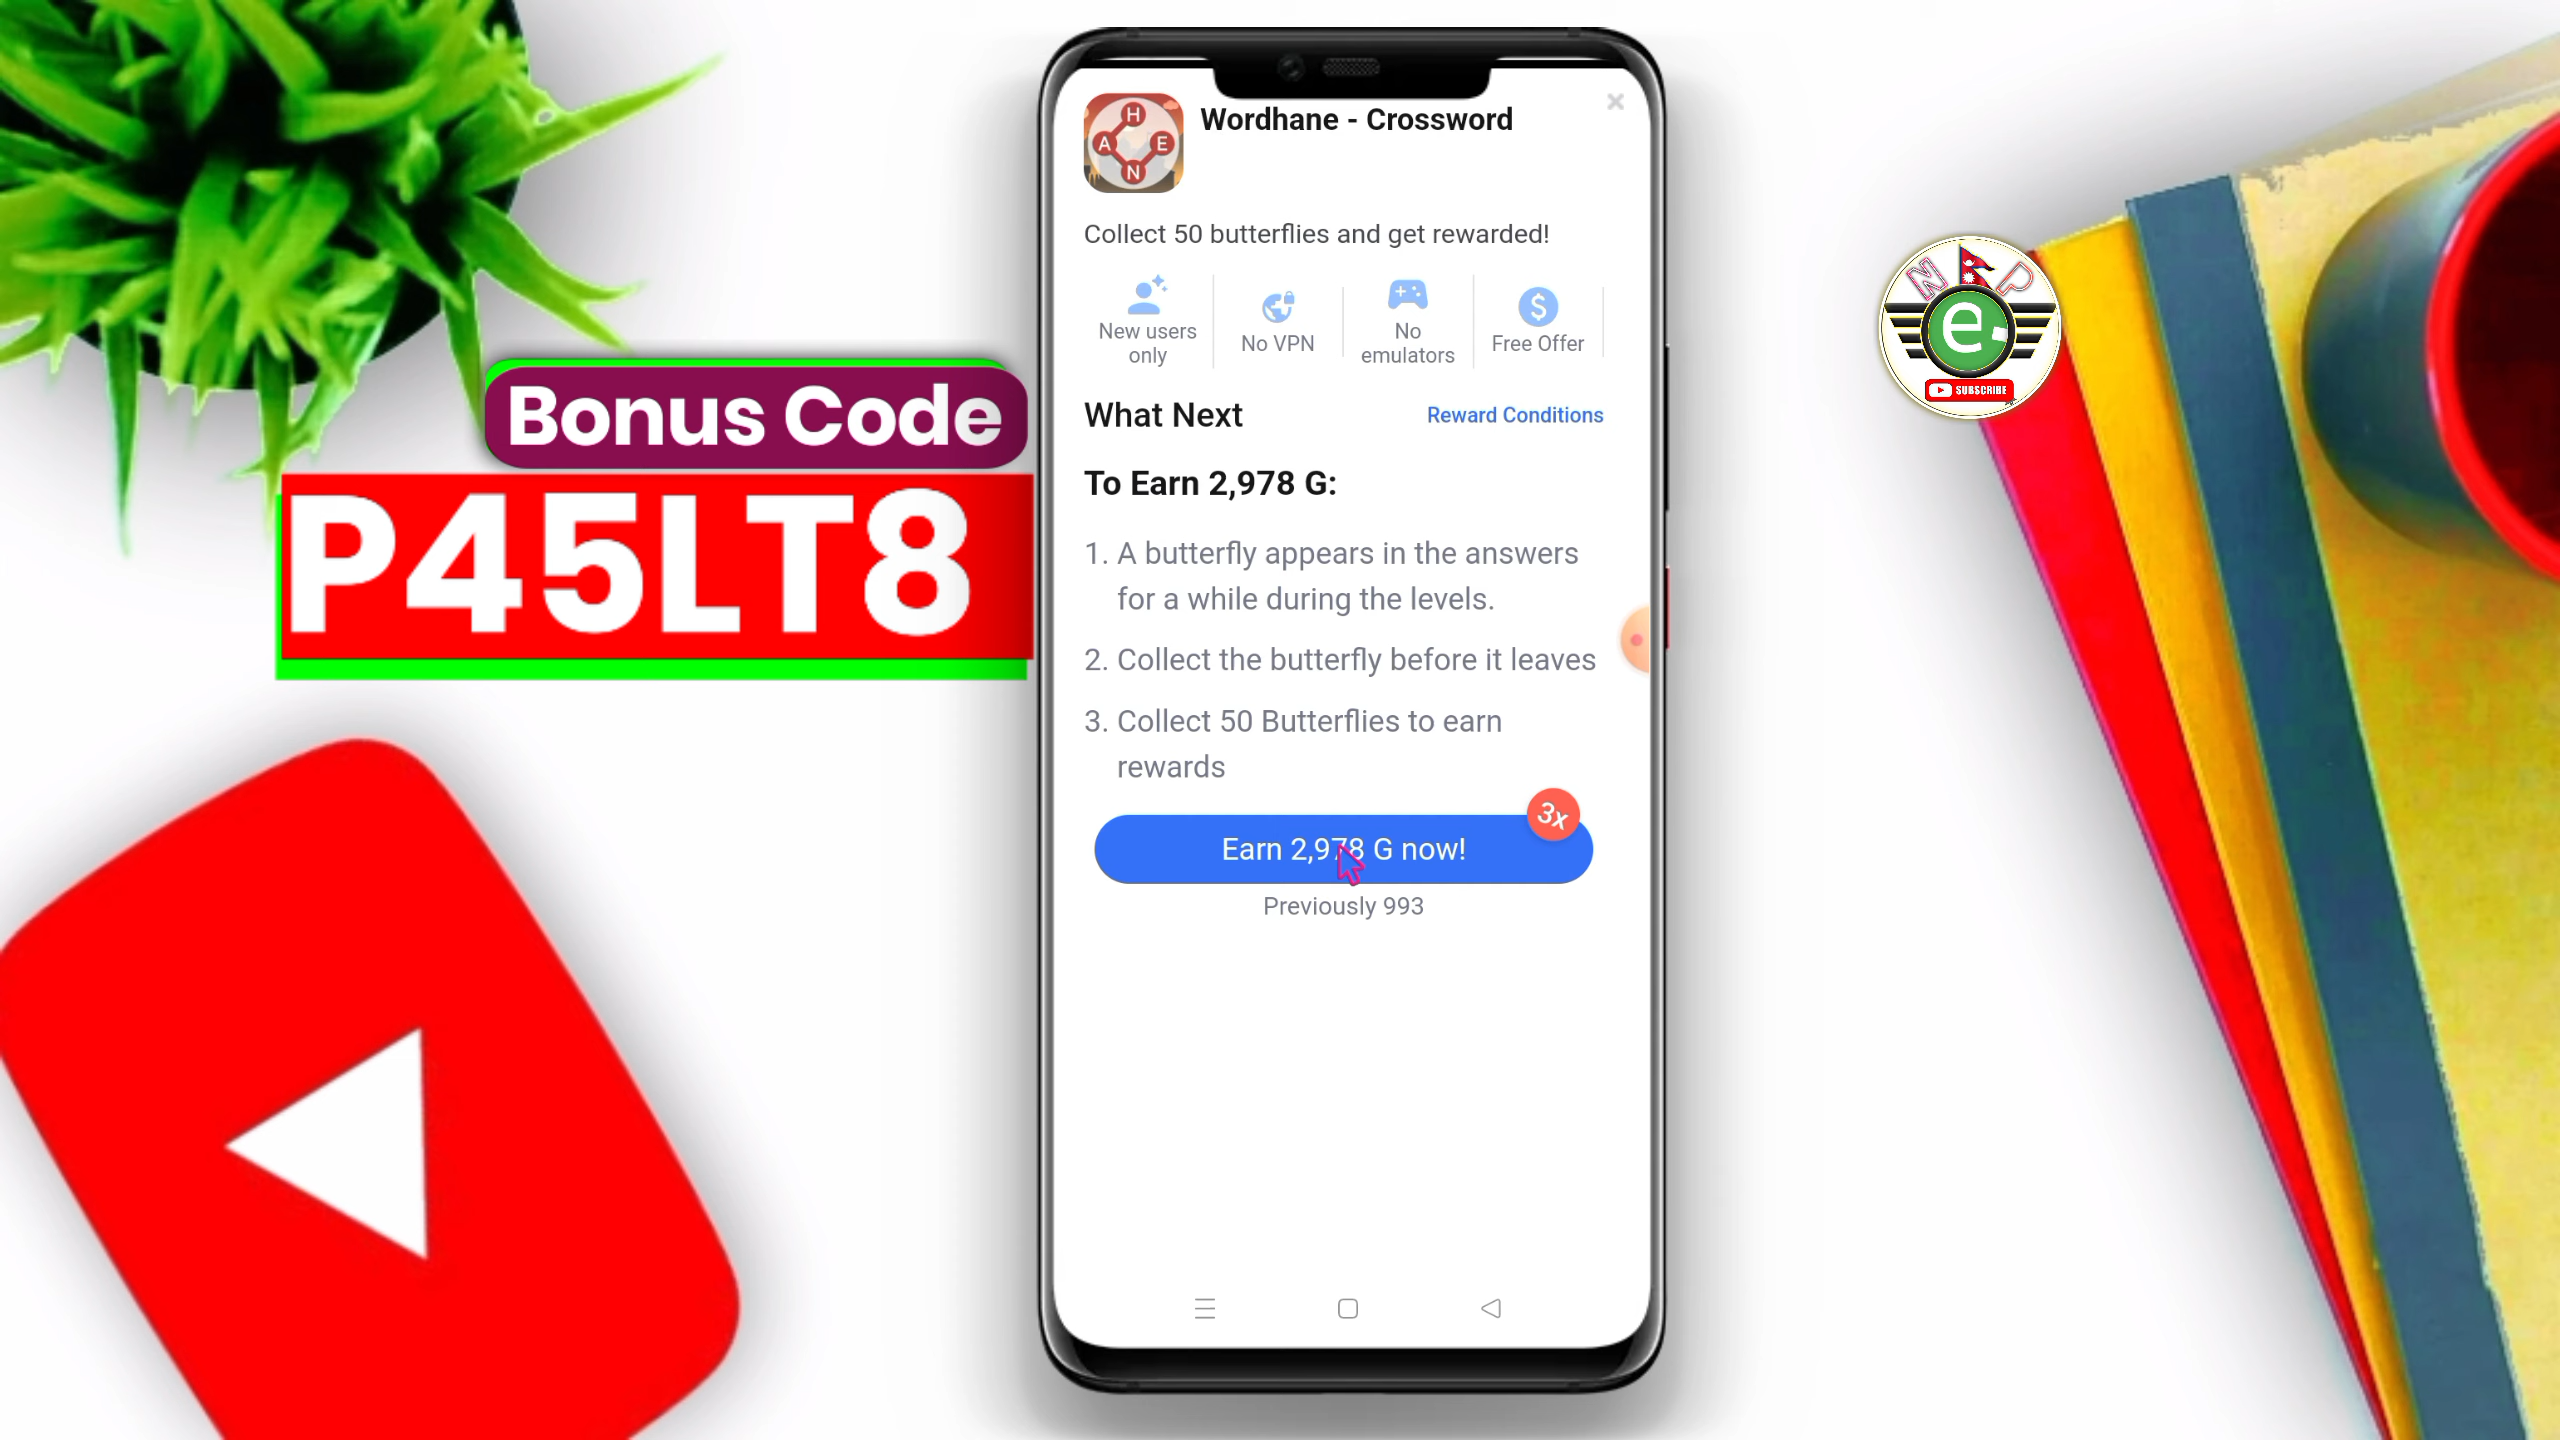 Bonus Code
P45LT8
H
A E
N
Wordhane - Crossword
Collect 50 butterflies and get rewarded!
New users only
No VPN
No emulators
Free Offer
What Next
Reward Conditions
To Earn 2,978 G:
1. A butterfly appears in the answers
for a while during the levels.
2. Collect the butterfly before it leaves
3. Collect 50 Butterflies to earn
rewards
3x
Earn 2,978 G now!
Previously 993
N P
e
SUBSCRIBE